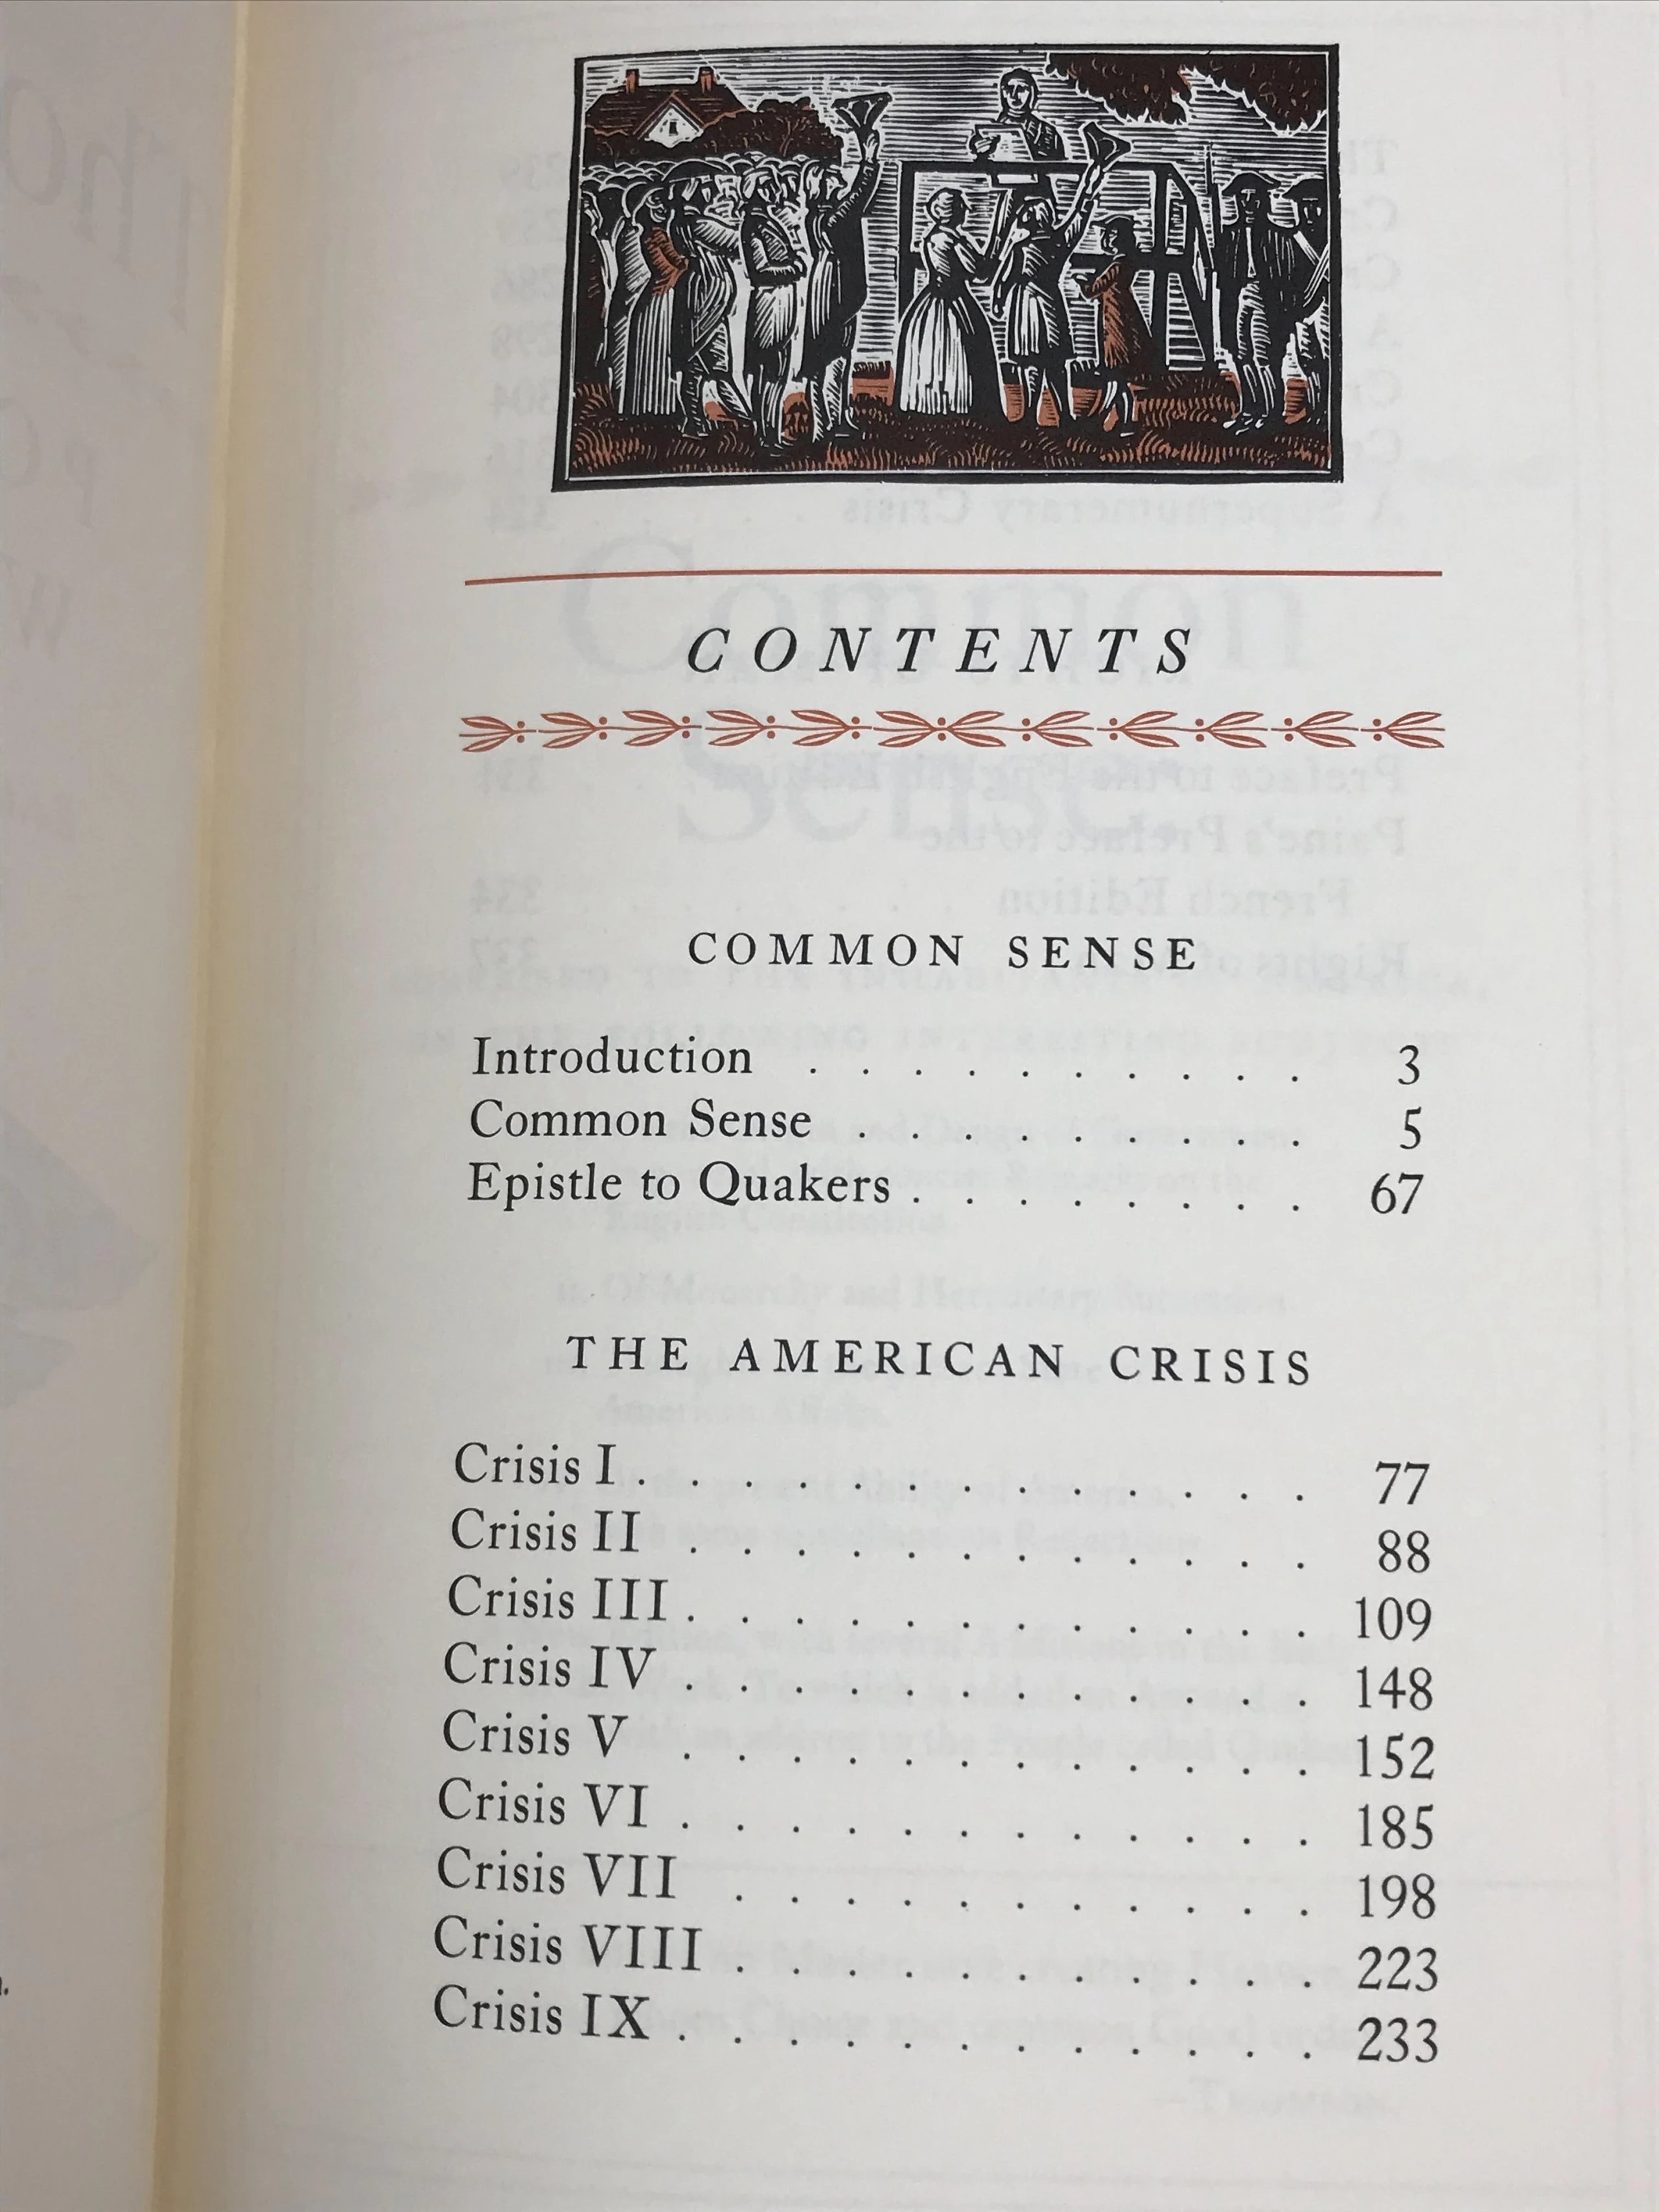 CONTENTS
COMMON SENSE
Introduction . . . . . . . . . . 3
Common Sense . . . . . . . . . 5
Epistle to Quakers . . . . . . . . 67
THE AMERICAN CRISIS
Crisis I . . . . . . . . . . . . . 77
Crisis II . . . . . . . . . . . . 88
Crisis III . . . . . . . . . . . . 109
Crisis IV . . . . . . . . . . . . 148
Crisis V . . . . . . . . . . . . 152
Crisis VI . . . . . . . . . . . . 185
Crisis VII . . . . . . . . . . . 198
Crisis VIII . . . . . . . . . . . 223
Crisis IX . . . . . . . . . . . . 233